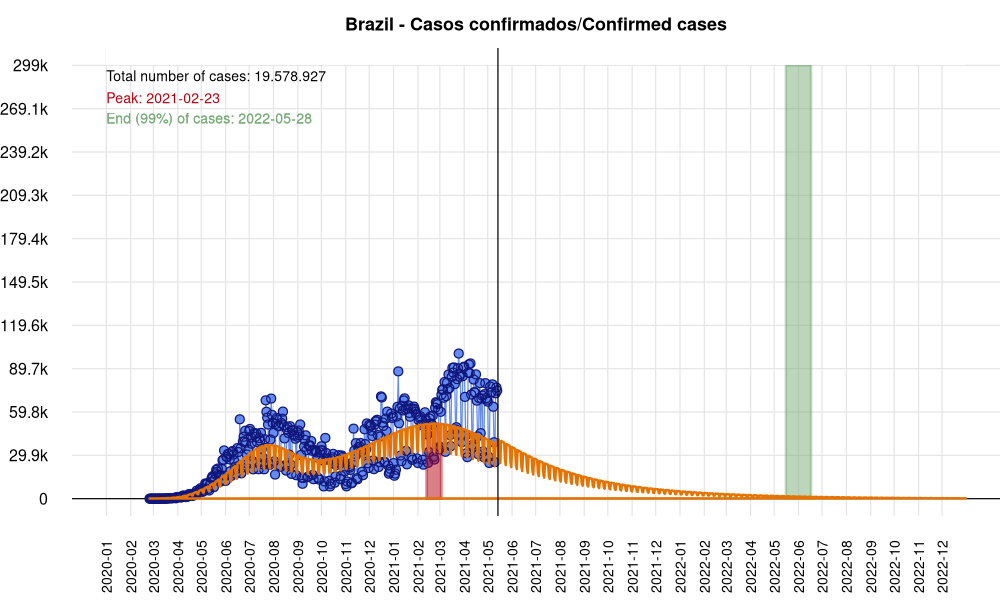 Brazil - Casos confirmados/Confirmed cases
299k
Total number of cases: 19.578.927
Peak: 2021-02-23
269.1k
End (99%) of cases: 2022-05-28
239.2k
209.3k
179.4k
149.5k
119.6k
89.7k
59.8k
29.9k
0
2020-01
2020-02
2020-03
2020-04
2020-05
2020-06
2020-07
2020-08
2020-09
2020-10
2020-11
2020-12
2021-01
2021-02
2021-03
2021-04
2021-05
2021-06
2021-07
2021-08
2021-09
2021-10
2021-11
2021-12
2022-01
2022-02
2022-03
2022-04
2022-05
2022-06
2022-07
2022-08
2022-09
2022-10
2022-11
2022-12